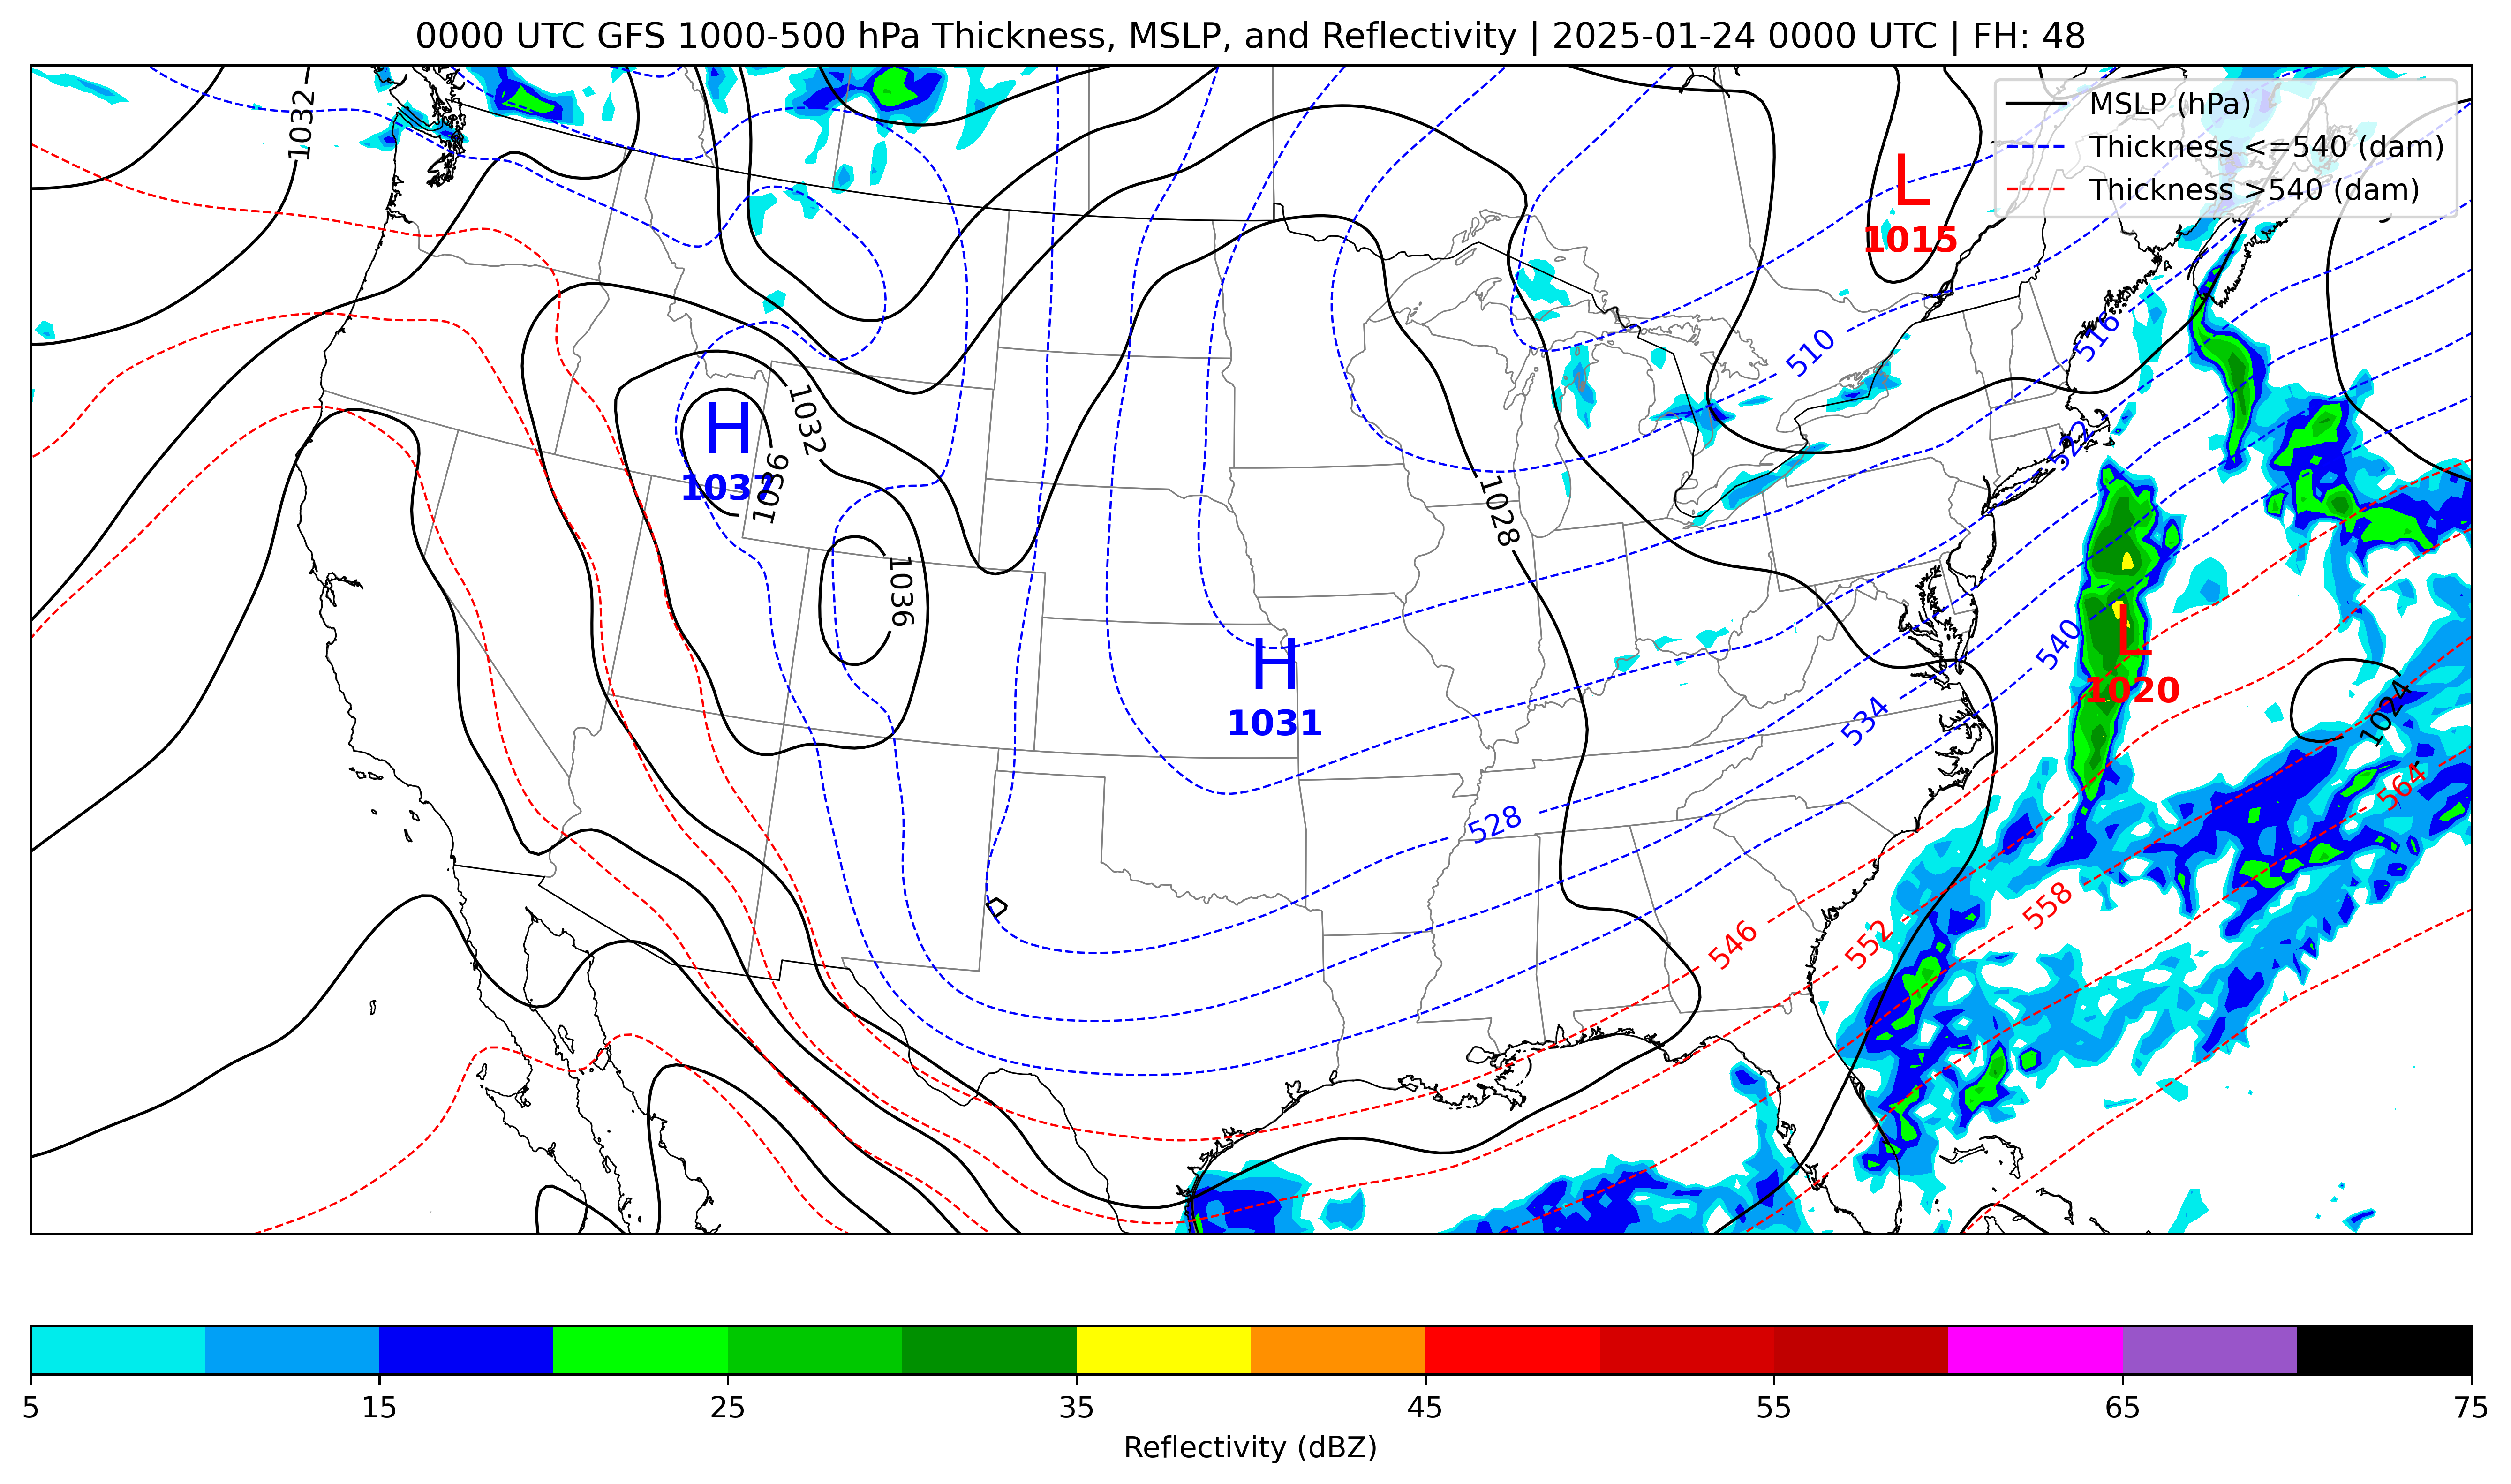 0000 UTC GFS 1000-500 hPa Thickness, MSLP, and Reflectivity | 2025-01-24 0000 UTC | FH: 48
MSLP (hPa)
Thickness <=540 (dam)
Thickness >540 (dam)
1032
L
1015
510
516
522
H
1037
1032
1036
1028
1036
H
1031
L
1020
540
534
1024
528
564
558
546
552
5 15 25 35 45 55 65 75
Reflectivity (dBZ)